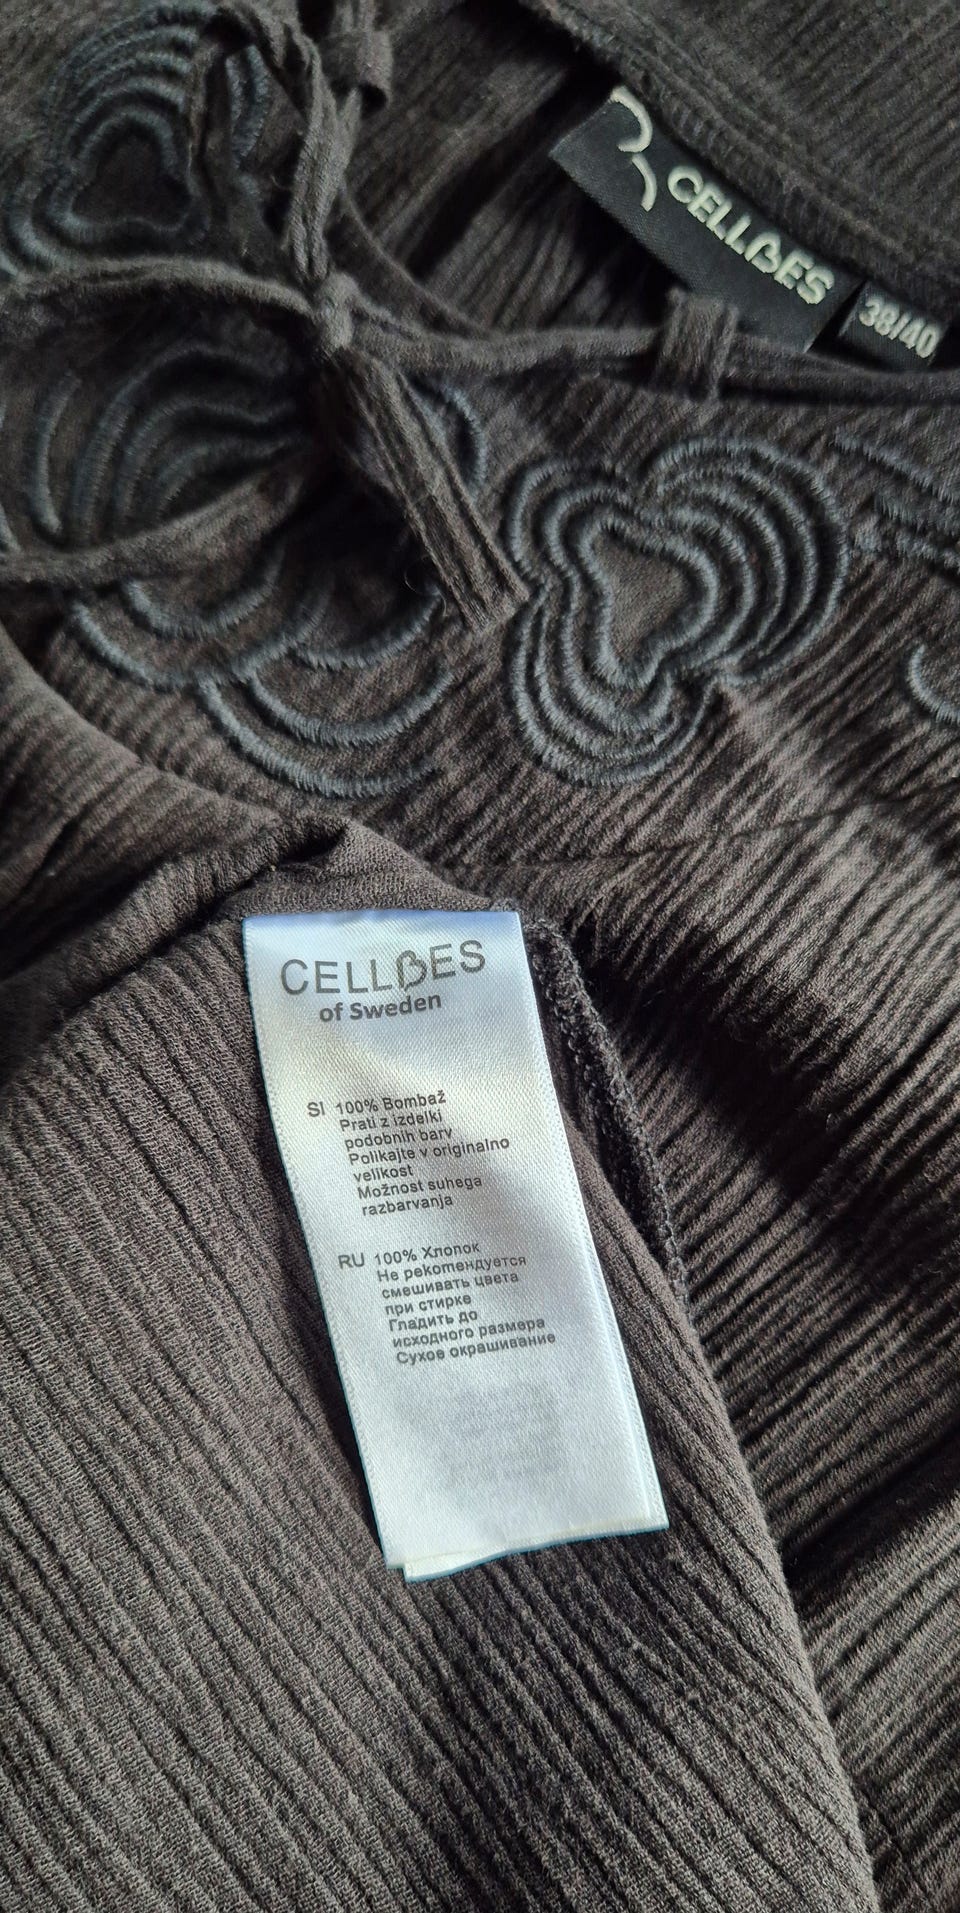 CELLBES
38/40
CELLBES
of Sweden
SI 100% Bombaž
Prati z izdelki
podobnih barv
Polikajte v originalno
velikost
Možnost suhega
razbarvanja
RU 100% Хлопок
Не рекомендуется
смешивать цвета
при стирке
Гладить до
исходного размера
Сухое окрашивание